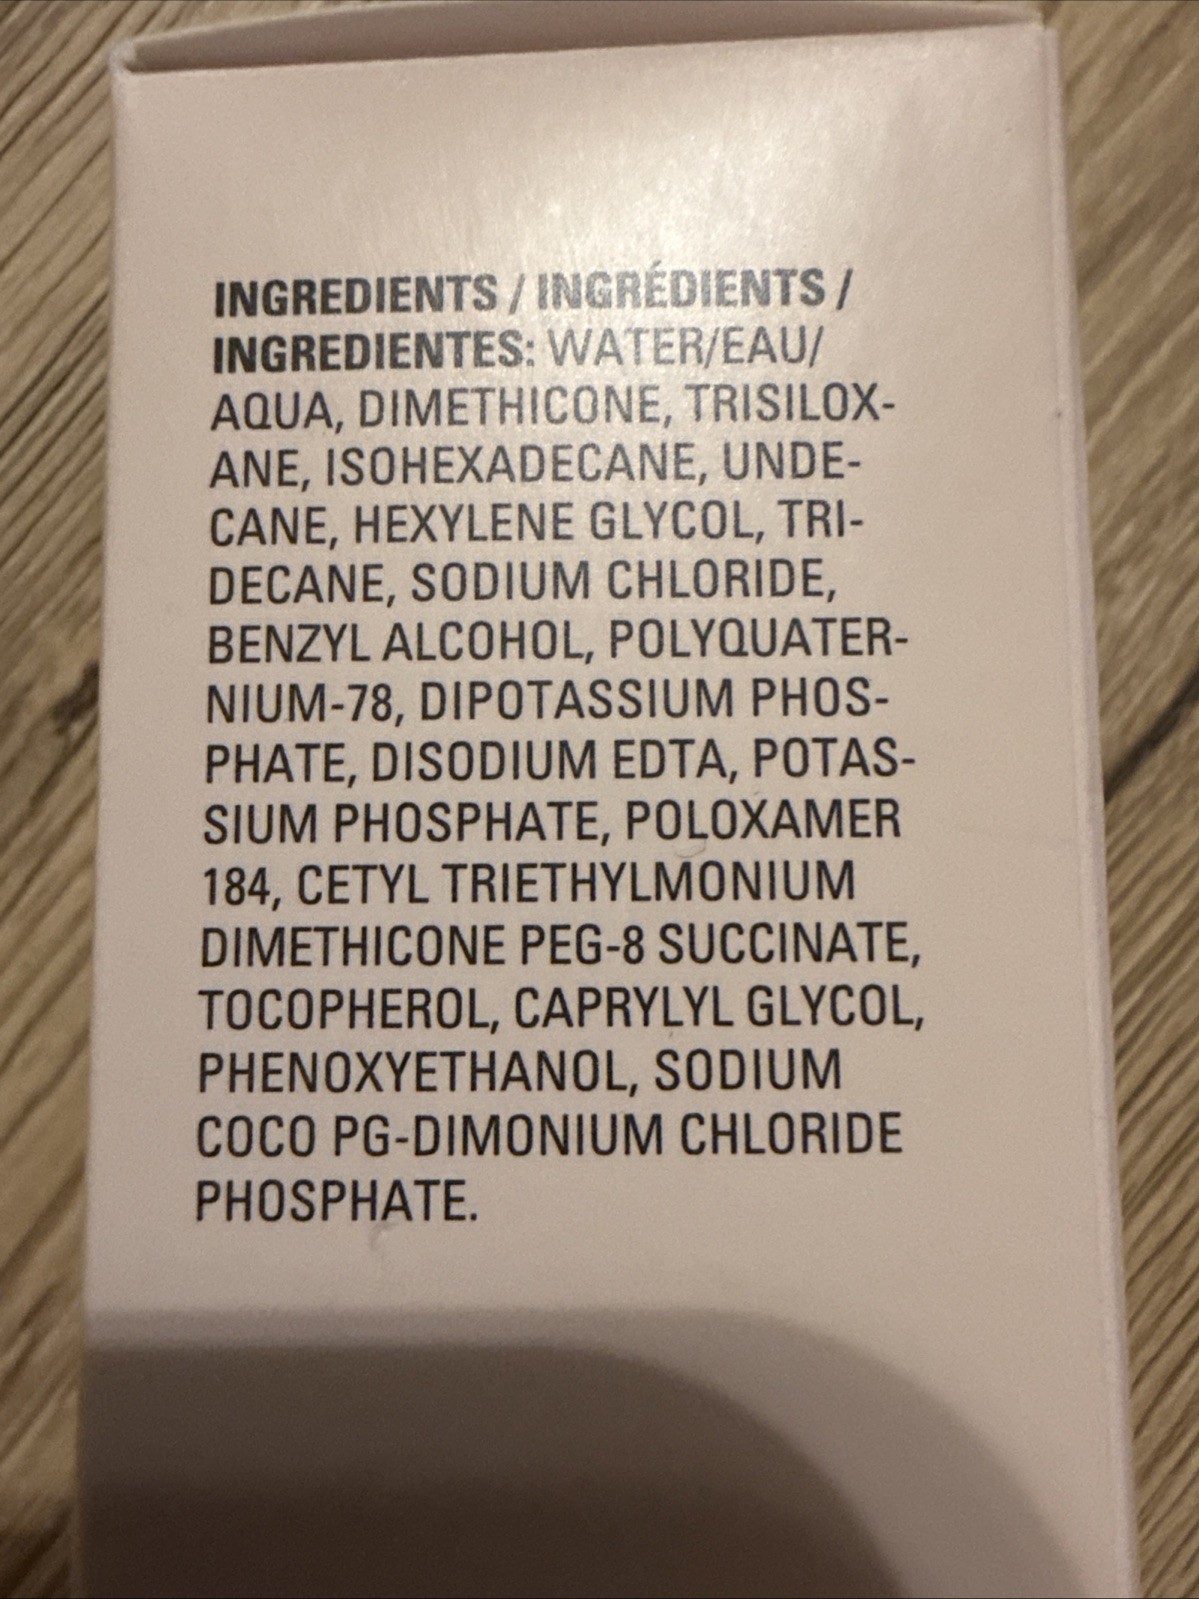 INGREDIENTS / INGRÉDIENTS /
INGREDIENTES: WATER/EAU/
AQUA, DIMETHICONE, TRISILOX-
ANE, ISOHEXADECANE, UNDE-
CANE, HEXYLENE GLYCOL, TRI-
DECANE, SODIUM CHLORIDE,
BENZYL ALCOHOL, POLYQUATER-
NIUM-78, DIPOTASSIUM PHOS-
PHATE, DISODIUM EDTA, POTAS-
SIUM PHOSPHATE, POLOXAMER
184, CETYL TRIETHYLMONIUM
DIMETHICONE PEG-8 SUCCINATE,
TOCOPHEROL, CAPRYLYL GLYCOL,
PHENOXYETHANOL, SODIUM
COCO PG-DIMONIUM CHLORIDE
PHOSPHATE.